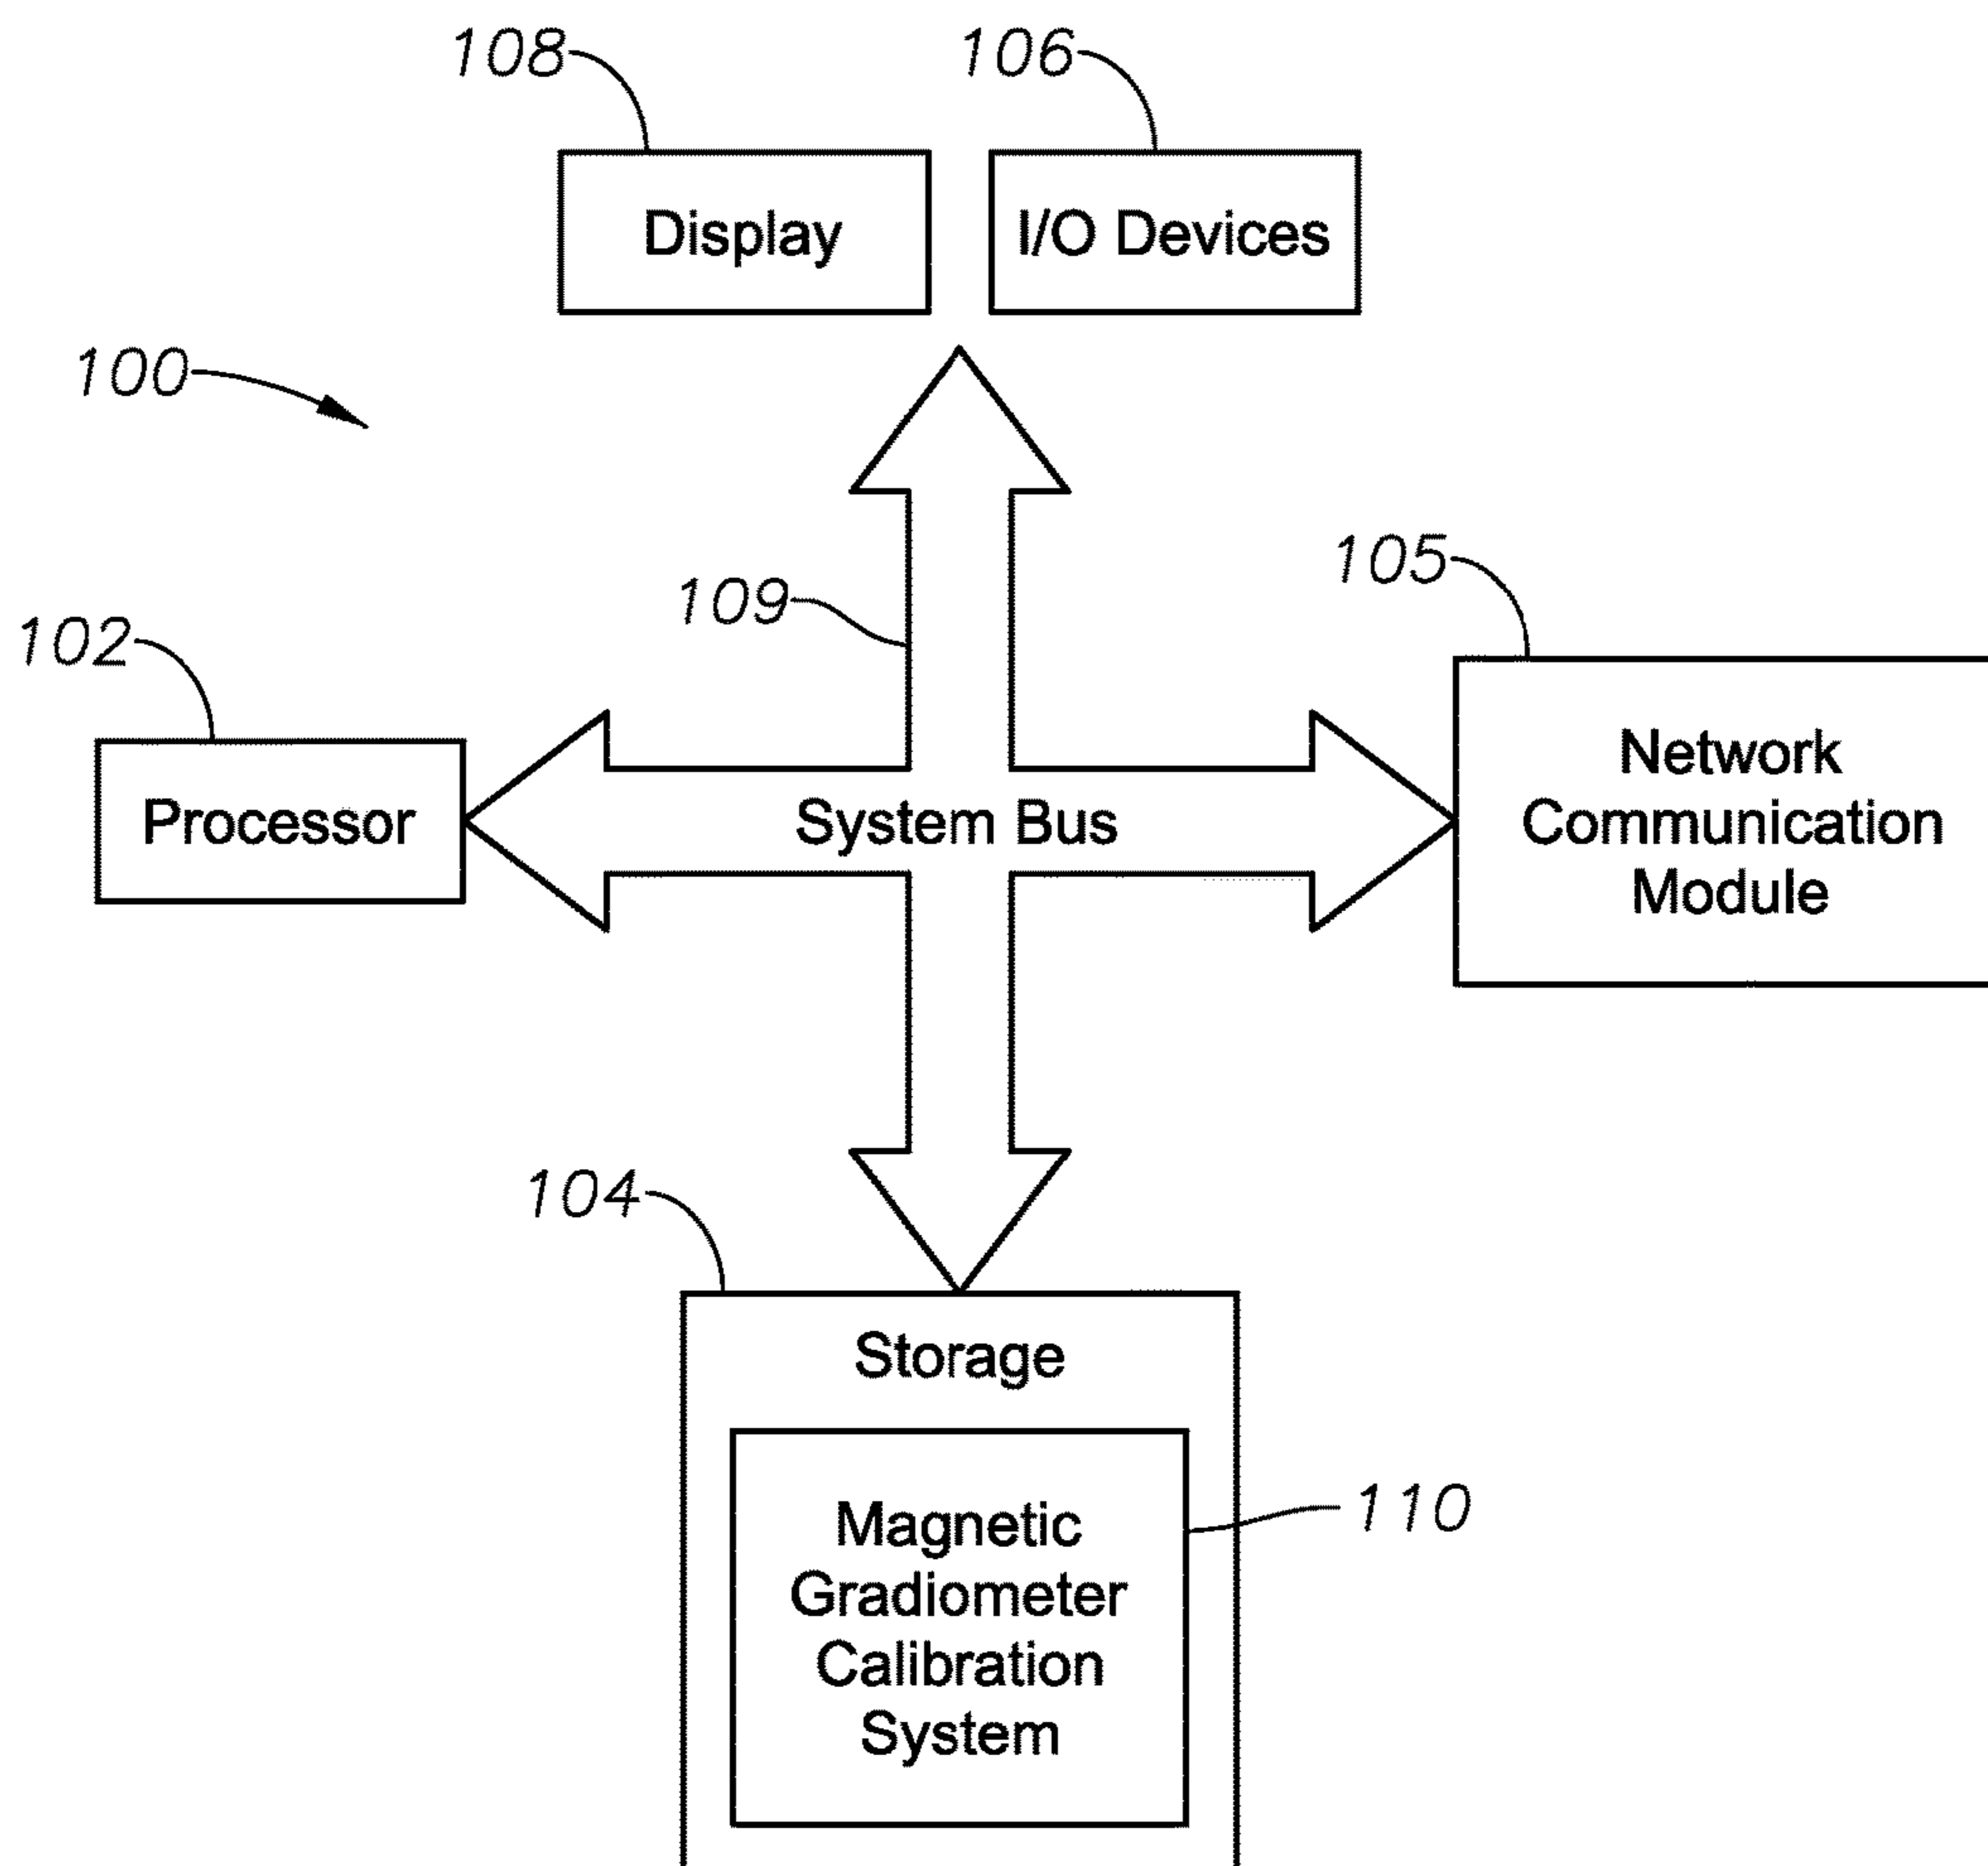 108
106
Display
I/O Devices
100
109
105
102
Network
Communication
Module
Processor
System Bus
104
Storage
Magnetic
Gradiometer
Calibration
System
110